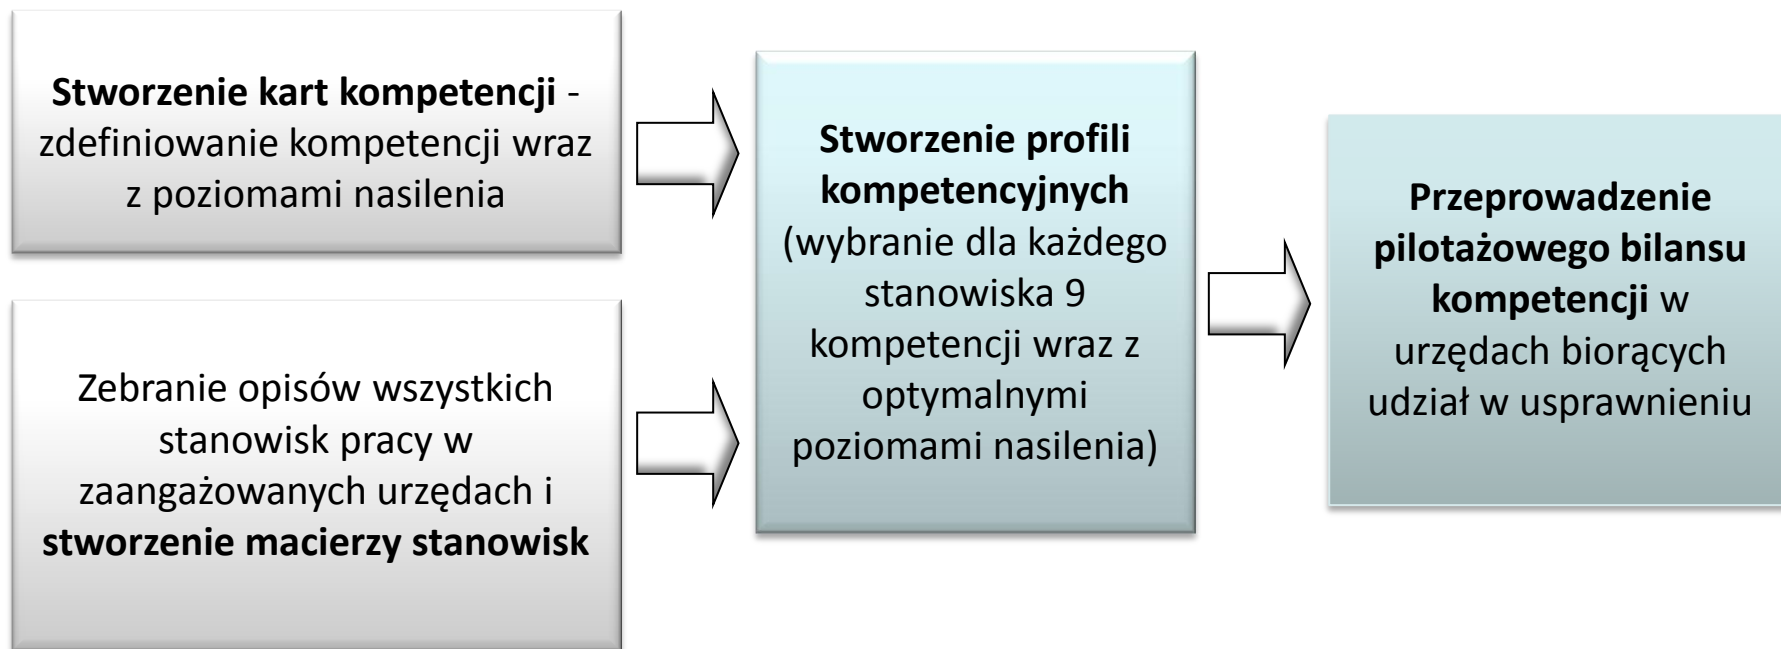 Stworzenie kart kompetencji -
zdefiniowanie kompetencji wraz
z poziomami nasilenia
Zebranie opisów wszystkich
stanowisk pracy w
zaangażowanych urzędach i
stworzenie macierzy stanowisk
Stworzenie profili
kompetencyjnych
(wybranie dla każdego
stanowiska 9
kompetencji wraz z
optymalnymi
poziomami nasilenia)
Przeprowadzenie
pilotażowego bilansu
kompetencji w
urzędach biorących
udział w usprawnieniu